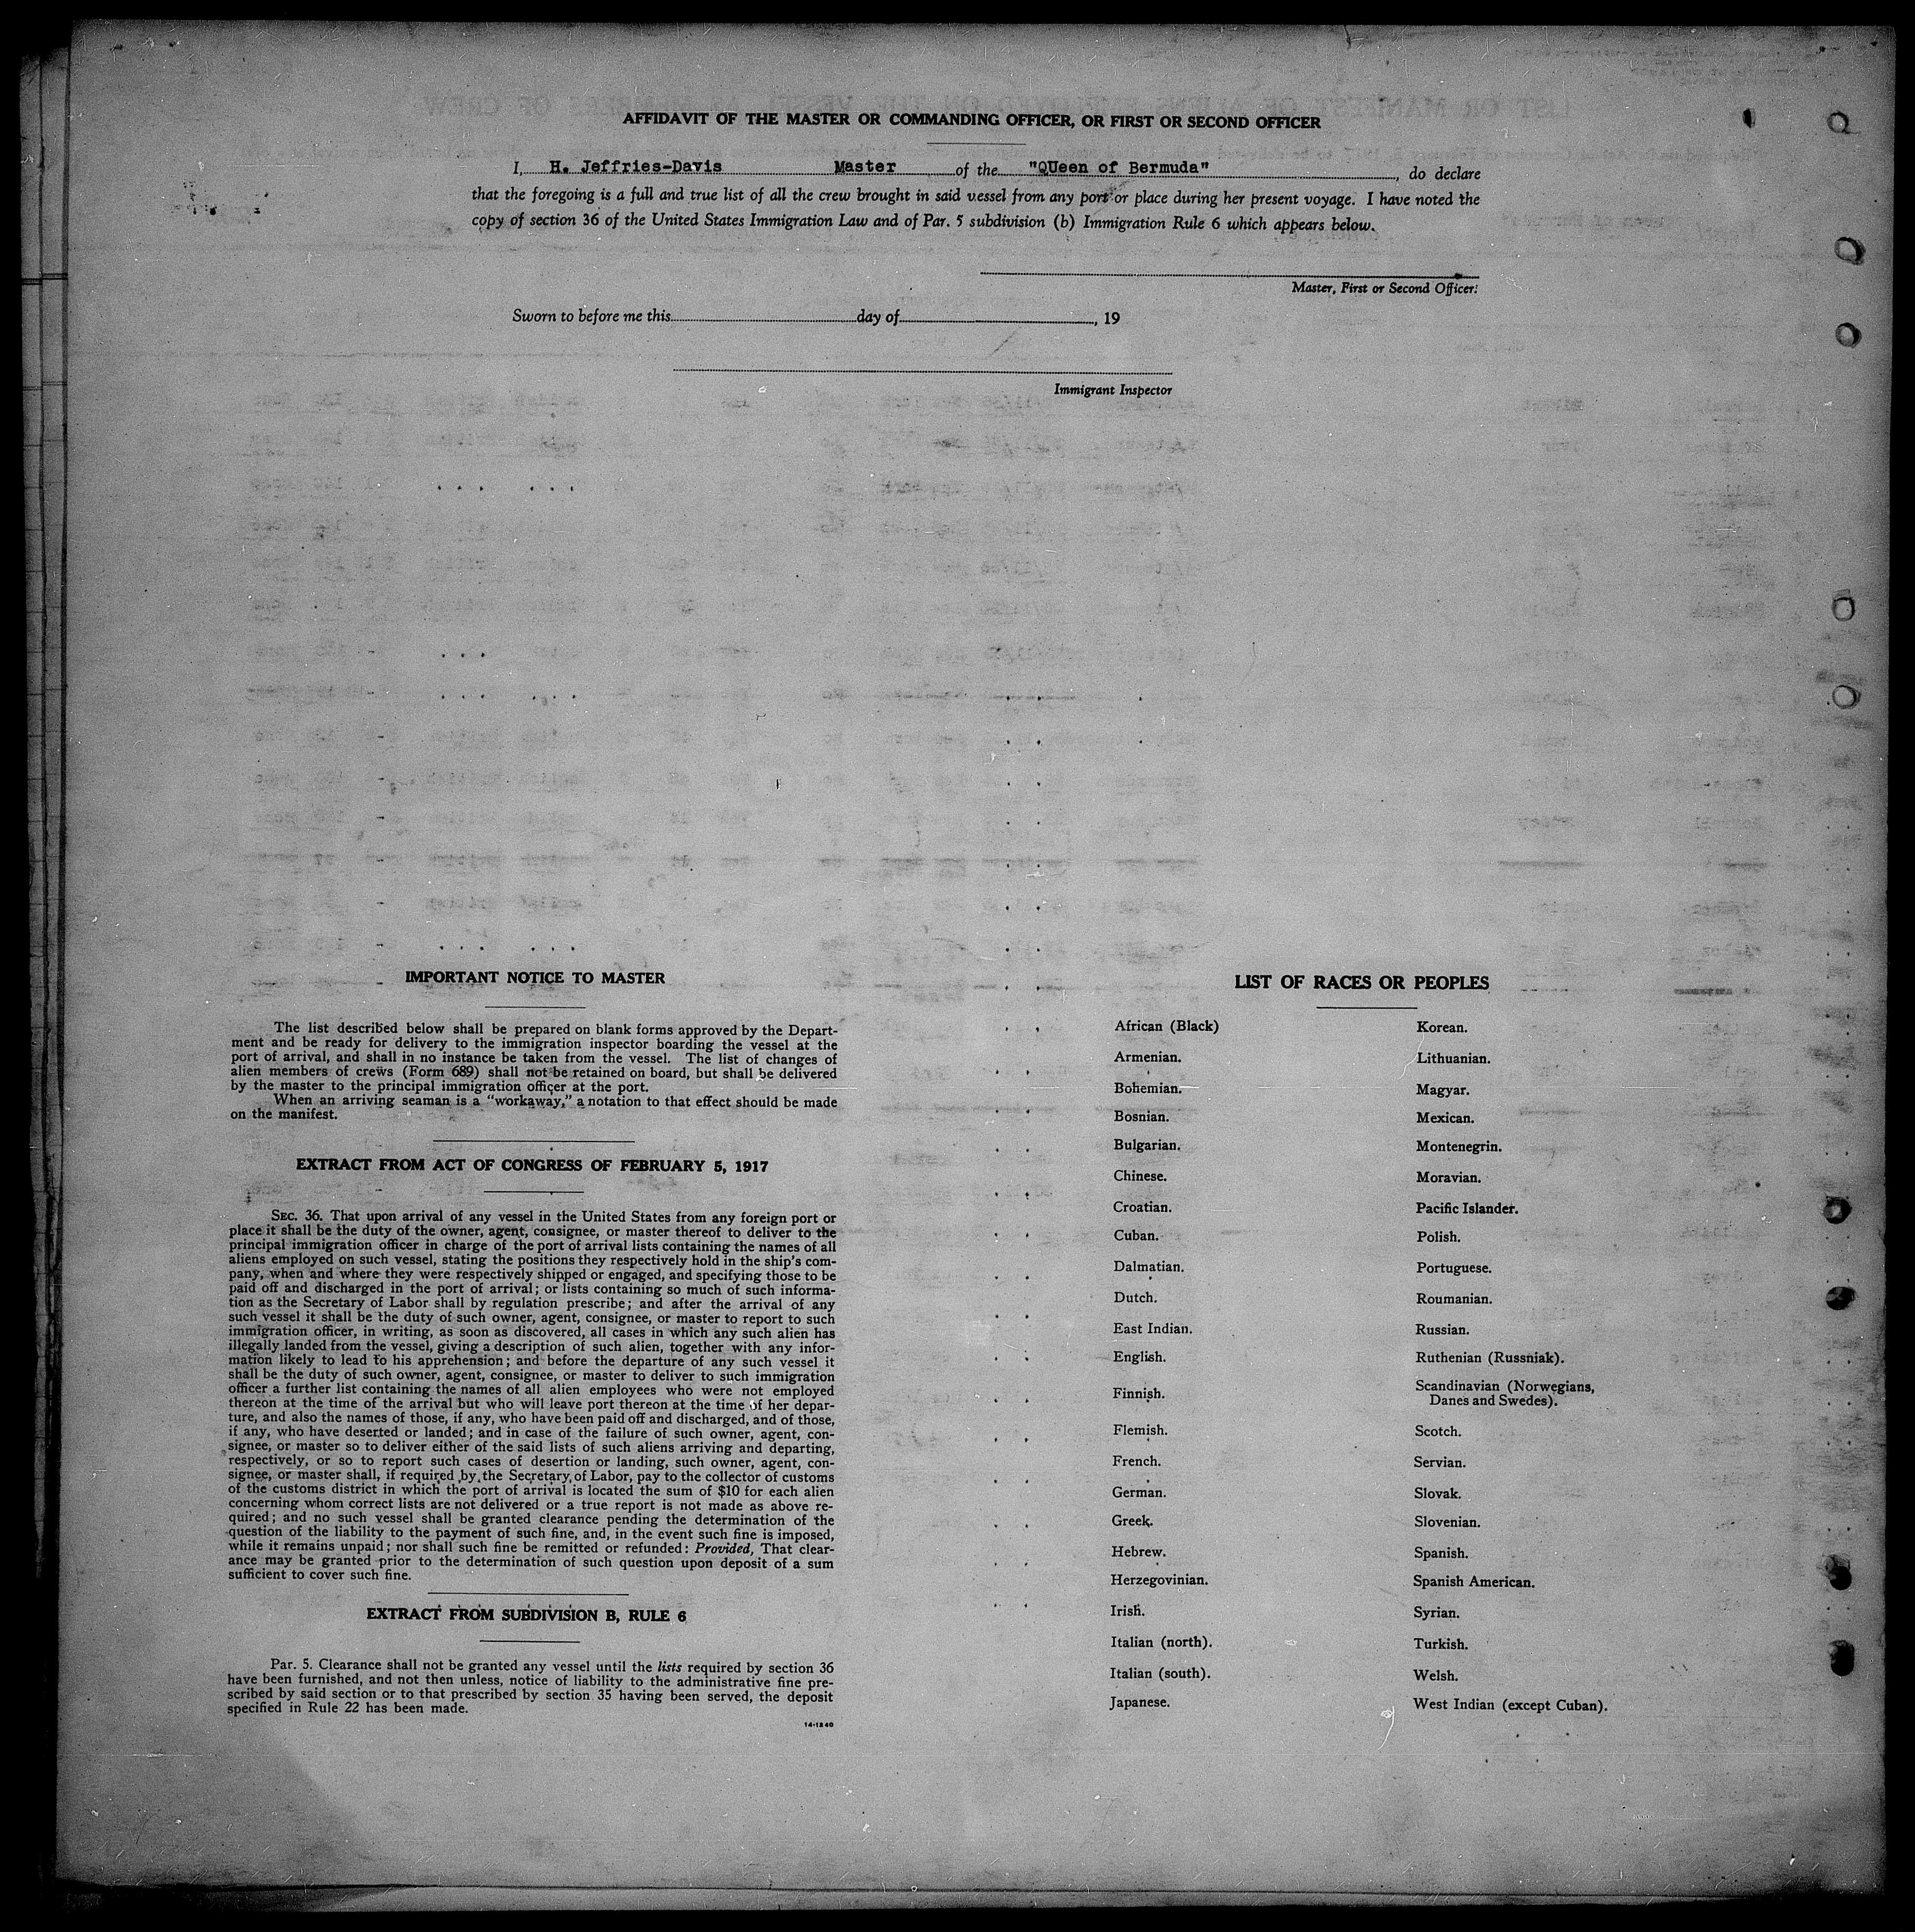 AFFIDAVIT OF THE MASTER OR COMMANDING OFFICER, OR FIRST OR SECOND OFFICER
I, H. Jeffries-Davis Master of the "QUeen of Bermuda", do declare
that the foregoing is a full and true list of all the crew brought in said vessel from any port or place during her present voyage. I have noted the
copy of section 36 of the United States Immigration Law and of Par. 5 subdivision (b) Immigration Rule 6 which appears below.
Master, First or Second Officer.
Sworn to before me this day of , 19
Immigrant Inspector
IMPORTANT NOTICE TO MASTER
The list described below shall be prepared on blank forms approved by the Depart-
ment and be ready for delivery to the immigration inspector boarding the vessel at the
port of arrival, and shall in no instance be taken from the vessel. The list of changes of
alien members of crews (Form 689) shall not be retained on board, but shall be delivered
by the master to the principal immigration officer at the port.
When an arriving seaman is a "workaway," a notation to that effect should be made
on the manifest.
EXTRACT FROM ACT OF CONGRESS OF FEBRUARY 5, 1917
SEC. 36. That upon arrival of any vessel in the United States from any foreign port or
place it shall be the duty of the owner, agent, consignee, or master thereof to deliver to the
principal immigration officer in charge of the port of arrival lists containing the names of all
aliens employed on such vessel, stating the positions they respectively hold in the ship's com-
pany, when and where they were respectively shipped or engaged, and specifying those to be
paid off and discharged in the port of arrival; or lists containing so much of such informa-
tion as the Secretary of Labor shall by regulation prescribe; and after the arrival of any
such vessel it shall be the duty of such owner, agent, consignee, or master to report to such
immigration officer, in writing, as soon as discovered, all cases in which any such alien has
illegally landed from the vessel, giving a description of such alien, together with any infor-
mation likely to lead to his apprehension; and before the departure of any such vessel it
shall be the duty of such owner, agent, consignee, or master to deliver to such immigration
officer a further list containing the names of all alien employees who were not employed
thereon at the time of the arrival but who will leave port thereon at the time of her depar-
ture, and also the names of those, if any, who have been paid off and discharged, and of those,
if any, who have deserted or landed; and in case of the failure of such owner, agent, con-
signee, or master so to deliver either of the said lists of such aliens arriving and departing,
respectively, or so to report such cases of desertion or landing, such owner, agent, con-
signee, or master shall, if required by the Secretary of Labor, pay to the collector of customs
of the customs district in which the port of arrival is located the sum of $10 for each alien
concerning whom correct lists are not delivered or a true report is not made as above re-
quired; and no such vessel shall be granted clearance pending the determination of the
question of the liability to the payment of such fine, and, in the event such fine is imposed,
while it remains unpaid; nor shall such fine be remitted or refunded: Provided, That clear-
ance may be granted prior to the determination of such question upon deposit of a sum
sufficient to cover such fine.
EXTRACT FROM SUBDIVISION B, RULE 6
Par. 5. Clearance shall not be granted any vessel until the lists required by section 36
have been furnished, and not then unless, notice of liability to the administrative fine pre-
scribed by said section or to that prescribed by section 35 having been served, the deposit
specified in Rule 22 has been made.
14-1240
LIST OF RACES OR PEOPLES
African (Black)
Armenian.
Bohemian.
Bosnian.
Bulgarian.
Chinese.
Croatian.
Cuban.
Dalmatian.
Dutch.
East Indian.
English.
Finnish.
Flemish.
French.
German.
Greek.
Hebrew.
Herzegovinian.
Irish.
Italian (north).
Italian (south).
Japanese.
Korean.
Lithuanian.
Magyar.
Mexican.
Montenegrin.
Moravian.
Pacific Islander.
Polish.
Portuguese.
Roumanian.
Russian.
Ruthenian (Russniak).
Scandinavian (Norwegians,
Danes and Swedes).
Scotch.
Servian.
Slovak.
Slovenian.
Spanish.
Spanish American.
Syrian.
Turkish.
Welsh.
West Indian (except Cuban).